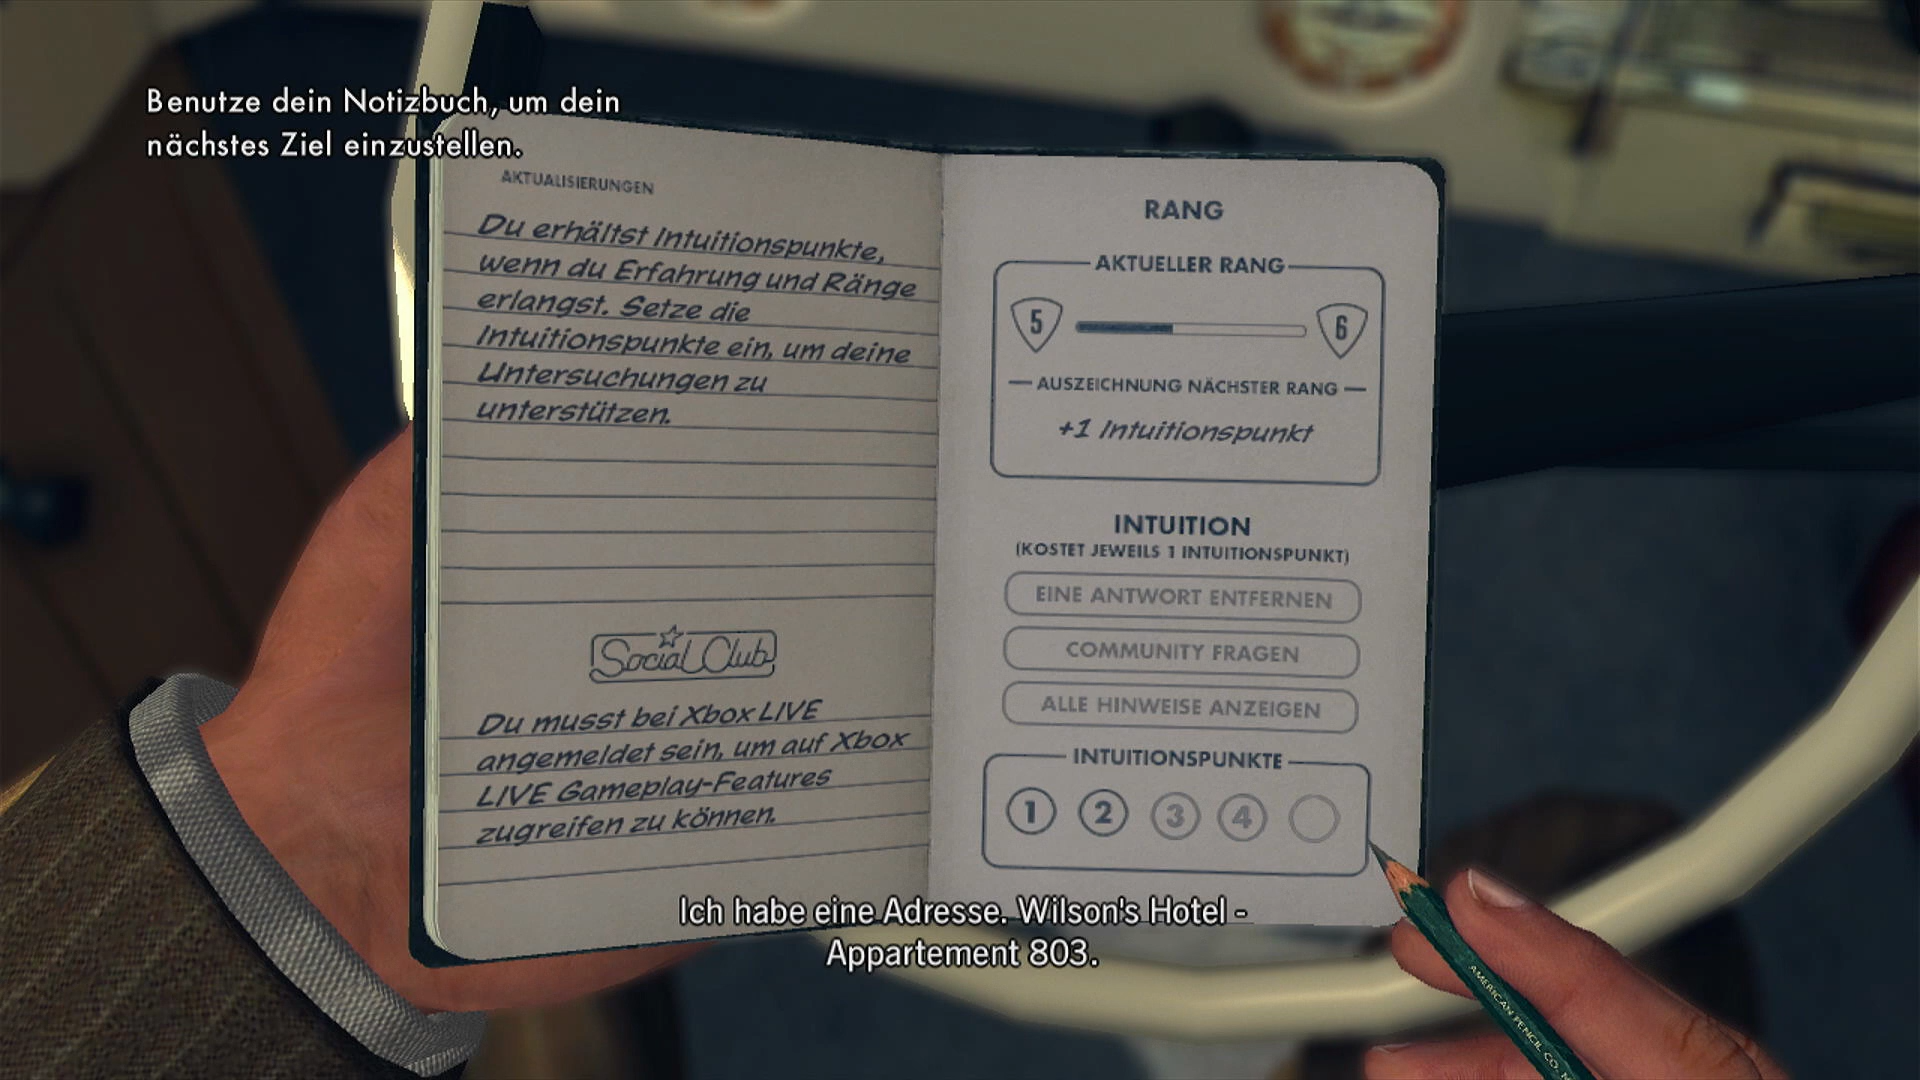 Benutze dein Notizbuch, um dein
nächstes Ziel einzustellen.
AKTUALISIERUNGEN
Du erhältst Intuitionspunkte,
wenn du Erfahrung und Ränge
erlangst. Setze die
Intuitionspunkte ein, um deine
Untersuchungen zu
unterstützen.
Social Club
Du musst bei Xbox LIVE
angemeldet sein, um auf Xbox
LIVE Gameplay-Features
zugreifen zu können.
RANG
AKTUELLER RANG
5 6
AUSZEICHNUNG NÄCHSTER RANG
+1 Intuitionspunkt
INTUITION
(KOSTET JEWEILS 1 INTUITIONSPUNKT)
EINE ANTWORT ENTFERNEN
COMMUNITY FRAGEN
ALLE HINWEISE ANZEIGEN
INTUITIONSPUNKTE
1 2 3 4
AMERICAN PENCIL CO.
Ich habe eine Adresse. Wilson's Hotel -
Appartement 803.